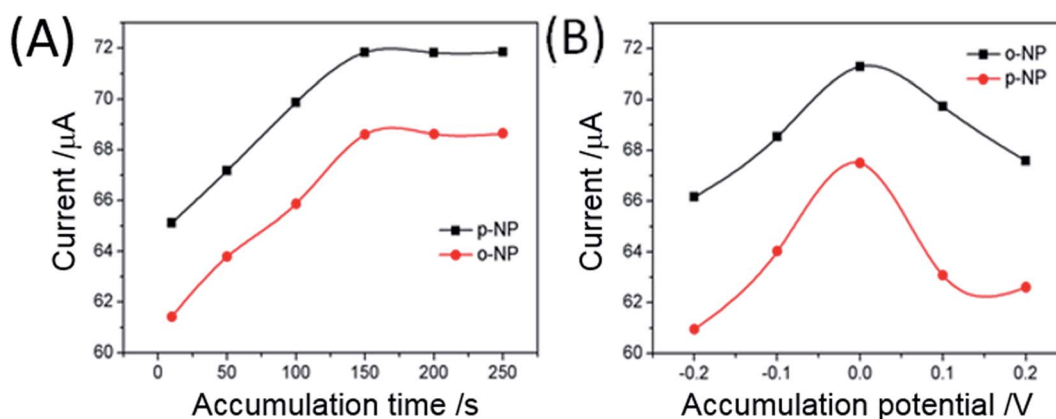 (A)
Current /μA
72
70
68
66
64
62
60
p-NP
o-NP
0 50 100 150 200 250
Accumulation time /s
(B)
Current /μA
72
70
68
66
64
62
60
o-NP
p-NP
-0.2 -0.1 0.0 0.1 0.2
Accumulation potential /V